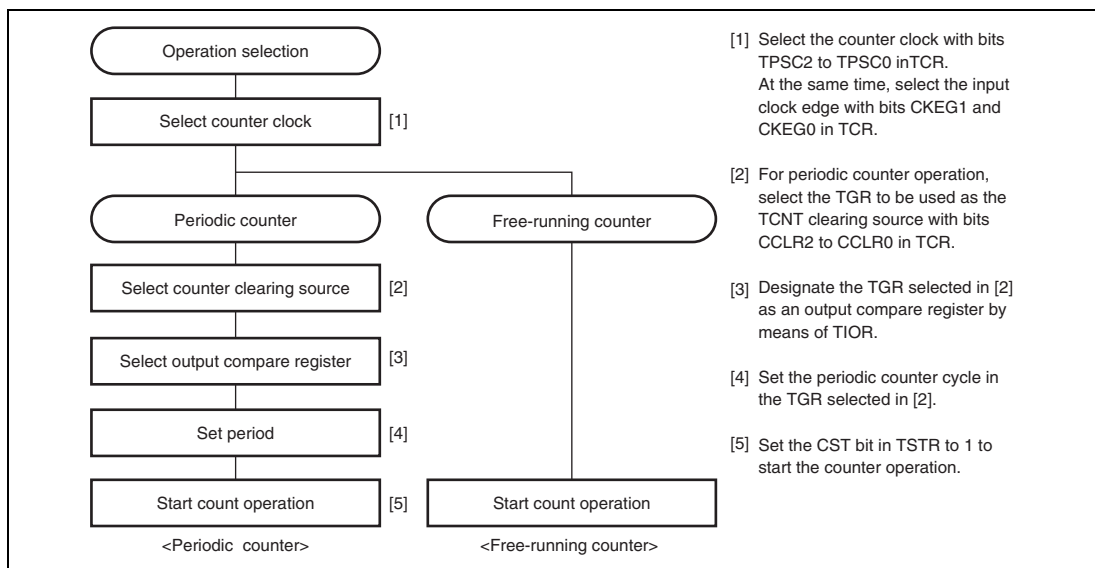 Operation selection
Select counter clock
[1]
Periodic counter
Free-running counter
Select counter clearing source
[2]
Select output compare register
[3]
Set period
[4]
Start count operation
[5]
Start count operation
<Periodic counter>
<Free-running counter>
[1] Select the counter clock with bits
TPSC2 to TPSC0 inTCR.
At the same time, select the input
clock edge with bits CKEG1 and
CKEG0 in TCR.
[2] For periodic counter operation,
select the TGR to be used as the
TCNT clearing source with bits
CCLR2 to CCLR0 in TCR.
[3] Designate the TGR selected in [2]
as an output compare register by
means of TIOR.
[4] Set the periodic counter cycle in
the TGR selected in [2].
[5] Set the CST bit in TSTR to 1 to
start the counter operation.